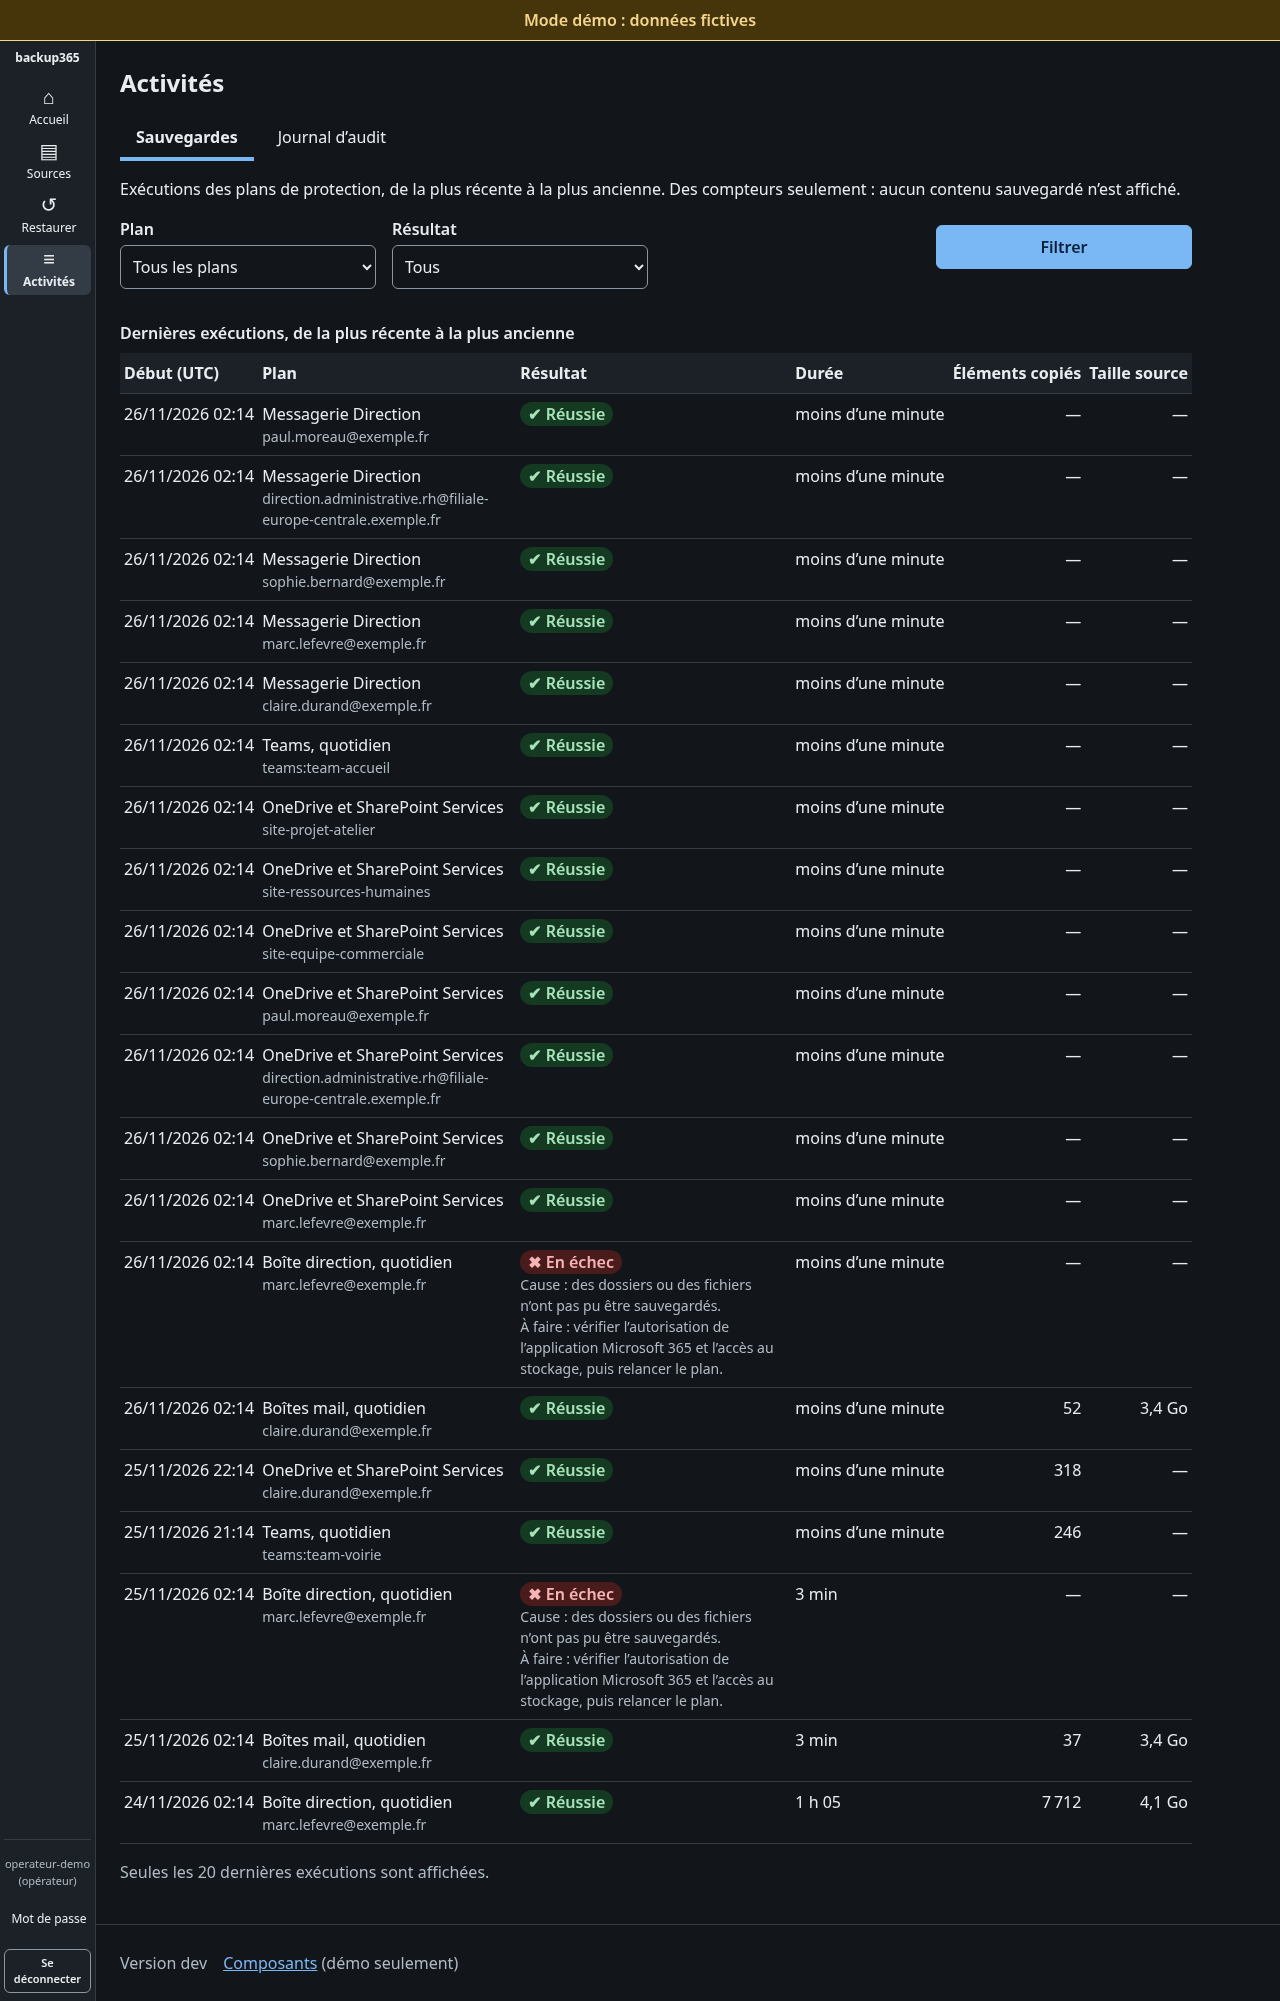 Mode démo : données fictives
backup365
Accueil
Sources
Restaurer
Activités
Activités
Sauvegardes Journal d’audit
Exécutions des plans de protection, de la plus récente à la plus ancienne. Des compteurs seulement : aucun contenu sauvegardé n’est affiché.
Plan Résultat
Tous les plans Tous Filtrer
Dernières exécutions, de la plus récente à la plus ancienne
Début (UTC) Plan Résultat Durée Éléments copiés Taille source
26/11/2026 02:14 Messagerie Direction ✔ Réussie moins d’une minute — —
paul.moreau@exemple.fr
26/11/2026 02:14 Messagerie Direction ✔ Réussie moins d’une minute — —
direction.administrative.rh@filiale-
europe-centrale.exemple.fr
26/11/2026 02:14 Messagerie Direction ✔ Réussie moins d’une minute — —
sophie.bernard@exemple.fr
26/11/2026 02:14 Messagerie Direction ✔ Réussie moins d’une minute — —
marc.lefevre@exemple.fr
26/11/2026 02:14 Messagerie Direction ✔ Réussie moins d’une minute — —
claire.durand@exemple.fr
26/11/2026 02:14 Teams, quotidien ✔ Réussie moins d’une minute — —
teams:team-accueil
26/11/2026 02:14 OneDrive et SharePoint Services ✔ Réussie moins d’une minute — —
site-projet-atelier
26/11/2026 02:14 OneDrive et SharePoint Services ✔ Réussie moins d’une minute — —
site-ressources-humaines
26/11/2026 02:14 OneDrive et SharePoint Services ✔ Réussie moins d’une minute — —
site-equipe-commerciale
26/11/2026 02:14 OneDrive et SharePoint Services ✔ Réussie moins d’une minute — —
paul.moreau@exemple.fr
26/11/2026 02:14 OneDrive et SharePoint Services ✔ Réussie moins d’une minute — —
direction.administrative.rh@filiale-
europe-centrale.exemple.fr
26/11/2026 02:14 OneDrive et SharePoint Services ✔ Réussie moins d’une minute — —
sophie.bernard@exemple.fr
26/11/2026 02:14 OneDrive et SharePoint Services ✔ Réussie moins d’une minute — —
marc.lefevre@exemple.fr
26/11/2026 02:14 Boîte direction, quotidien ✖ En échec moins d’une minute — —
marc.lefevre@exemple.fr Cause : des dossiers ou des fichiers
n’ont pas pu être sauvegardés.
À faire : vérifier l’autorisation de
l’application Microsoft 365 et l’accès au
stockage, puis relancer le plan.
26/11/2026 02:14 Boîtes mail, quotidien ✔ Réussie moins d’une minute 52 3,4 Go
claire.durand@exemple.fr
25/11/2026 22:14 OneDrive et SharePoint Services ✔ Réussie moins d’une minute 318 —
claire.durand@exemple.fr
25/11/2026 21:14 Teams, quotidien ✔ Réussie moins d’une minute 246 —
teams:team-voirie
25/11/2026 02:14 Boîte direction, quotidien ✖ En échec 3 min — —
marc.lefevre@exemple.fr Cause : des dossiers ou des fichiers
n’ont pas pu être sauvegardés.
À faire : vérifier l’autorisation de
l’application Microsoft 365 et l’accès au
stockage, puis relancer le plan.
25/11/2026 02:14 Boîtes mail, quotidien ✔ Réussie 3 min 37 3,4 Go
claire.durand@exemple.fr
24/11/2026 02:14 Boîte direction, quotidien ✔ Réussie 1 h 05 7 712 4,1 Go
marc.lefevre@exemple.fr
Seules les 20 dernières exécutions sont affichées.
operateur-demo
(opérateur)
Mot de passe
Se
déconnecter
Version dev Composants (démo seulement)